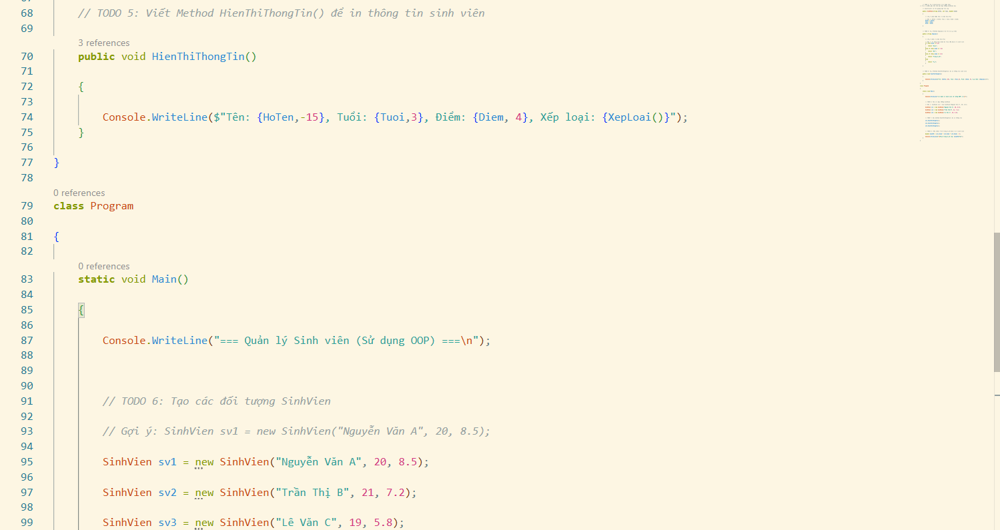 68 // TODO 5: Viết Method HienThiThongTin() để in thông tin sinh viên
69
3 references
70 public void HienThiThongTin()
71
72 {
73
74 Console.WriteLine($"Tên: {HoTen,-15}, Tuổi: {Tuoi,3}, Điểm: {Diem, 4}, Xếp loại: {XepLoai()}");
75 }
76
77 }
78
0 references
79 class Program
80
81 {
82
0 references
83 static void Main()
84
85 {
86
87 Console.WriteLine("=== Quản lý Sinh viên (Sử dụng OOP) ===\n");
88
89
90
91 // TODO 6: Tạo các đối tượng SinhVien
92
93 // Gợi ý: SinhVien sv1 = new SinhVien("Nguyễn Văn A", 20, 8.5);
94
95 SinhVien sv1 = new SinhVien("Nguyễn Văn A", 20, 8.5);
96
97 SinhVien sv2 = new SinhVien("Trần Thị B", 21, 7.2);
98
99 SinhVien sv3 = new SinhVien("Lê Văn C", 19, 5.8);